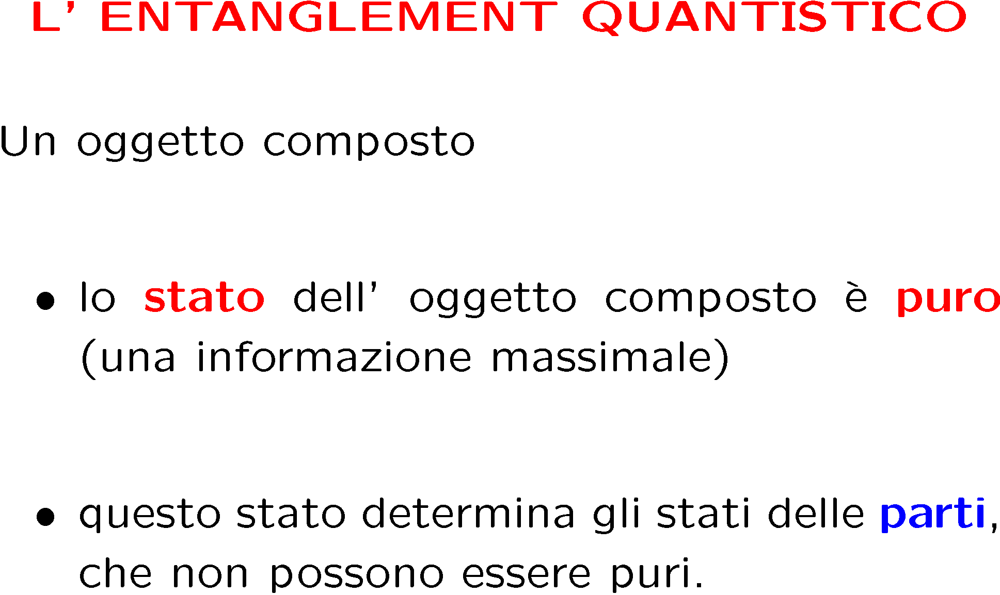 L’ ENTANGLEMENT QUANTISTICO
Un oggetto composto
• lo stato dell’ oggetto composto è puro
(una informazione massimale)
• questo stato determina gli stati delle parti,
che non possono essere puri.